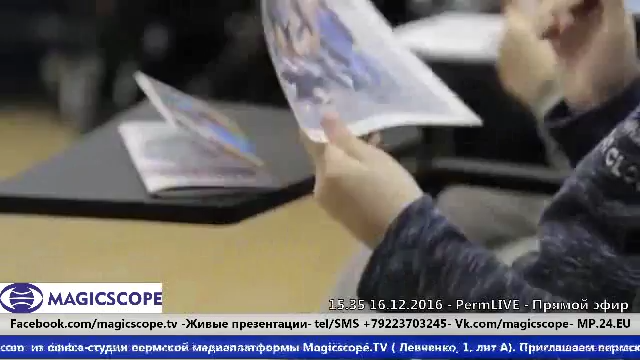 CLO
MAGICSCOPE
15.35 16.12.2016 - PermLIVE - Прямой эфир
Facebook.com/magicscope.tv -Живые презентации- tel/SMS +79223703245- Vk.com/magicscope- MP.24.EU
из студии пермской медиаплатформы Magicscope.TV ( Левченко, 1, лит А). Приглашаем